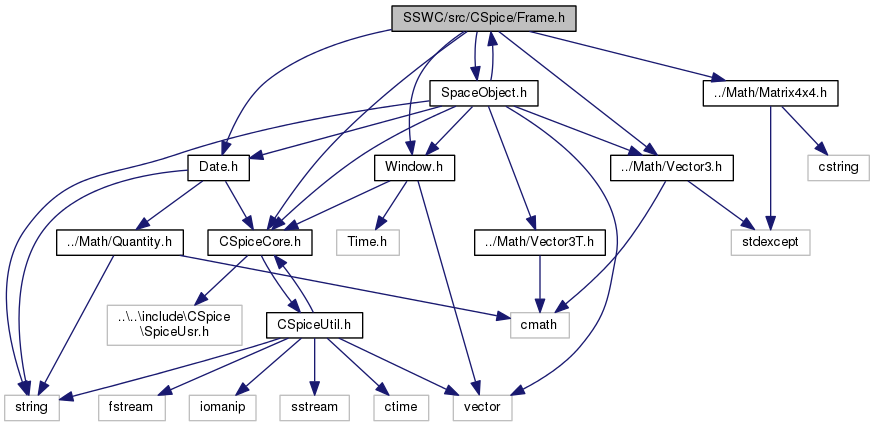 SSWC/src/CSpice/Frame.h
SpaceObject.h
../Math/Matrix4x4.h
Date.h
Window.h
../Math/Vector3.h
cstring
../Math/Quantity.h
CSpiceCore.h
Time.h
../Math/Vector3T.h
stdexcept
..\..\include\CSpice
\SpiceUsr.h
CSpiceUtil.h
cmath
string
fstream
iomanip
sstream
ctime
vector